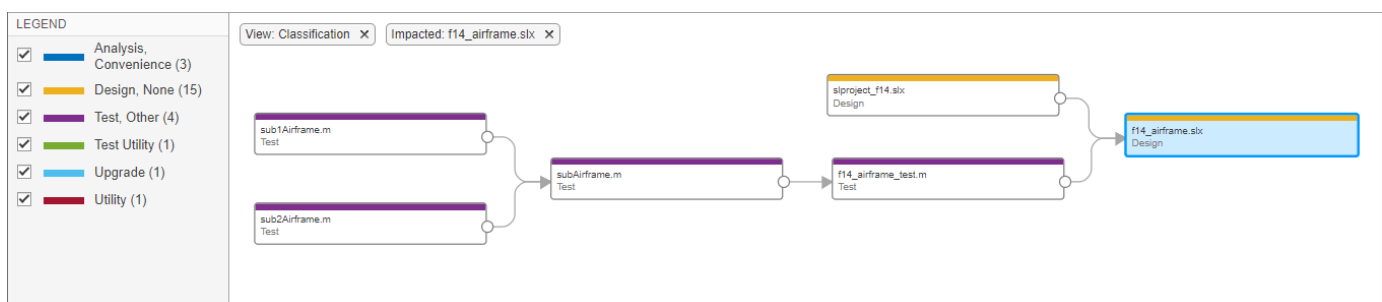 LEGEND
Analysis,
Convenience (3)
Design, None (15)
Test, Other (4)
Test Utility (1)
Upgrade (1)
Utility (1)
View: Classification X
Impacted: f14_airframe.slx X
slproject_f14.slx
Design
sub1Airframe.m
Test
f14_airframe.slx
Design
subAirframe.m
Test
f14_airframe_test.m
Test
sub2Airframe.m
Test